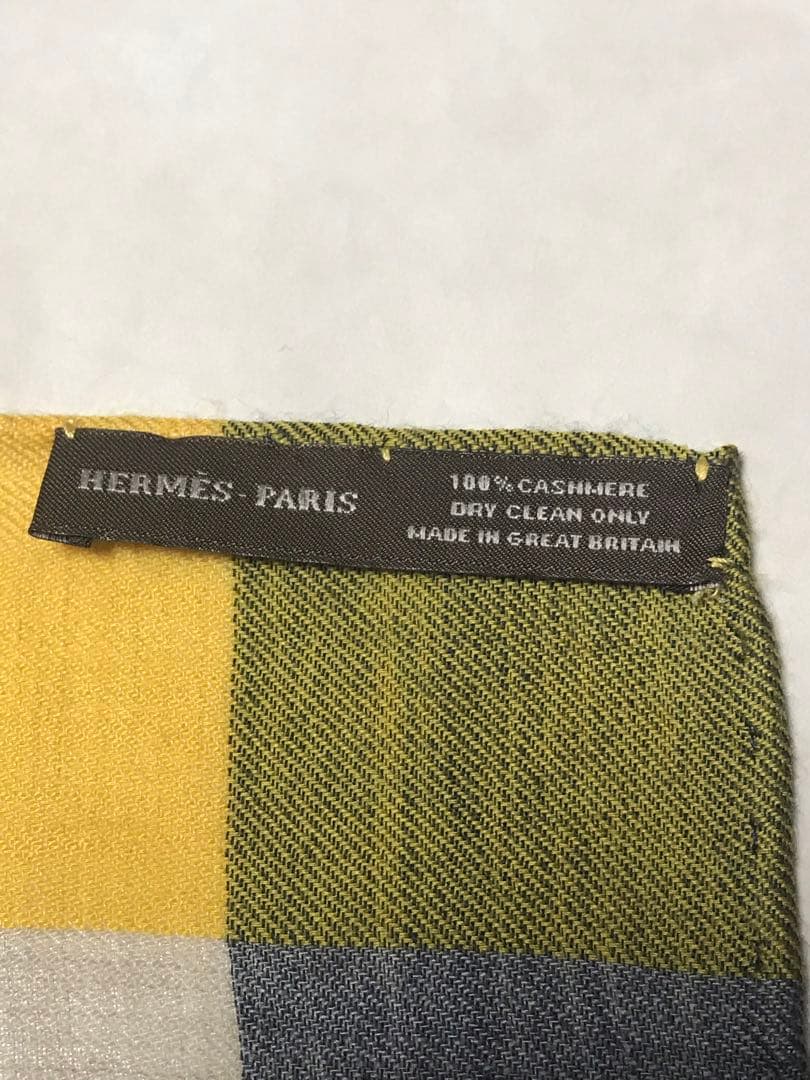 HERMÈS-PARIS
100% CASHMERE
DRY CLEAN ONLY
MADE IN GREAT BRITAIN